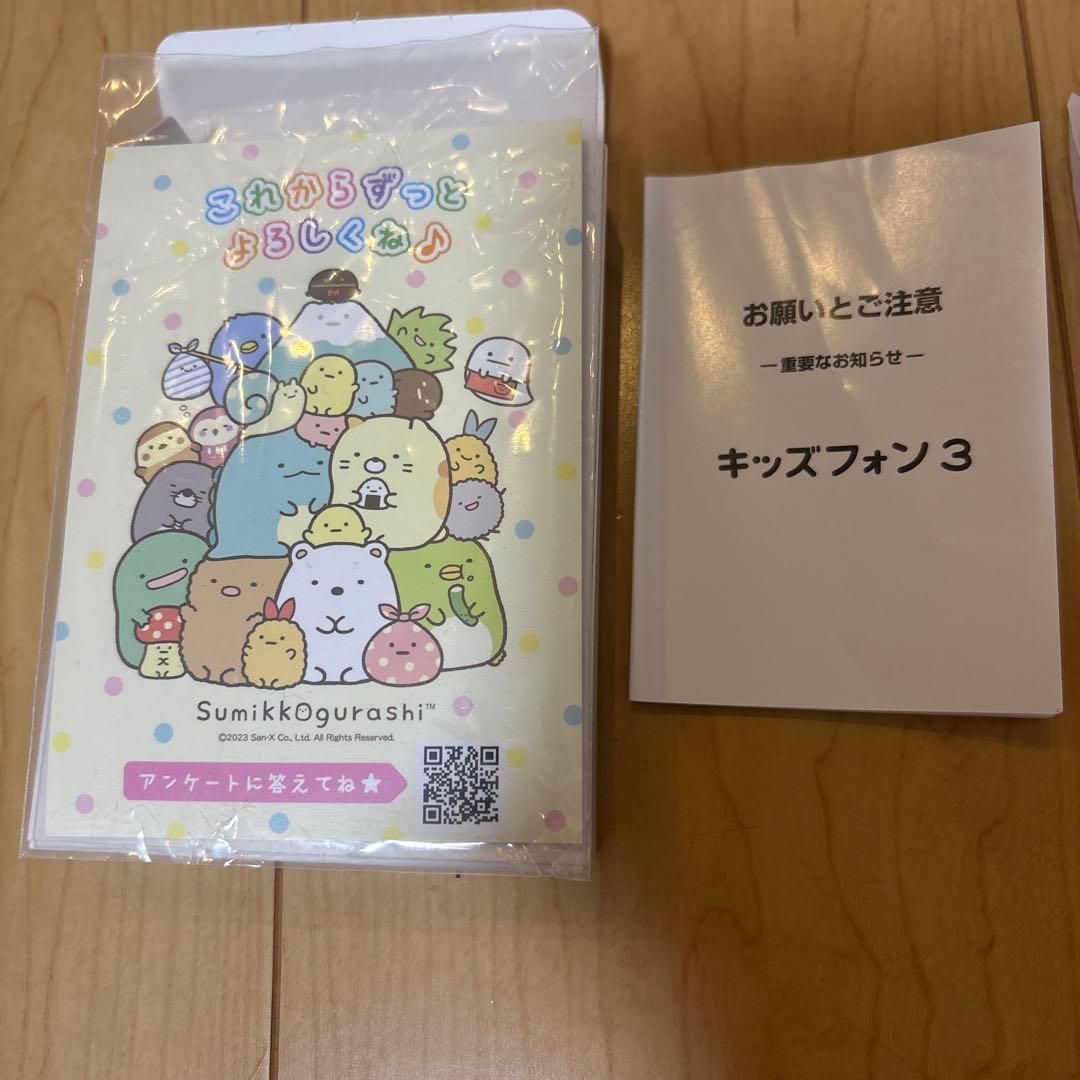 これからずっと
よろしくね♪
Sumikkogurashi™
©2023 San-X Co., Ltd. All Rights Reserved.
アンケートに答えてね★
お願いとご注意
―重要なお知らせ―
キッズフォン3